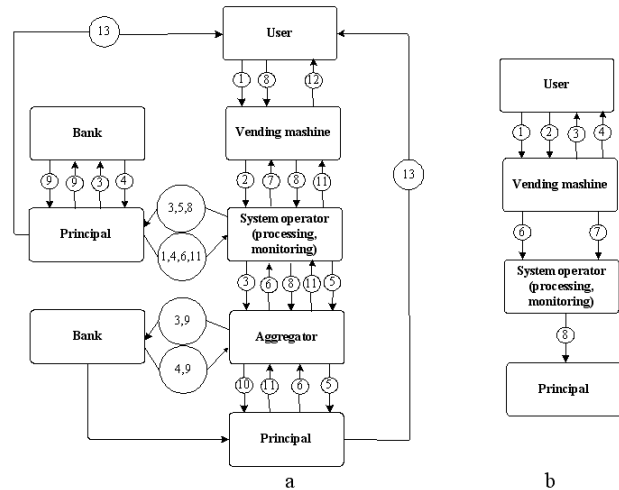 13
User
1
8
12
Bank
Vending mashine
9
9
3
4
2
7
8
11
13
3,5,8
Principal
System operator
(processing,
monitoring)
1,4,6,11
3
6
8
11
5
3,9
Bank
Aggregator
4,9
10
11
6
5
Principal
a
User
1
2
3
4
Vending mashine
6
7
System operator
(processing,
monitoring)
8
Principal
b